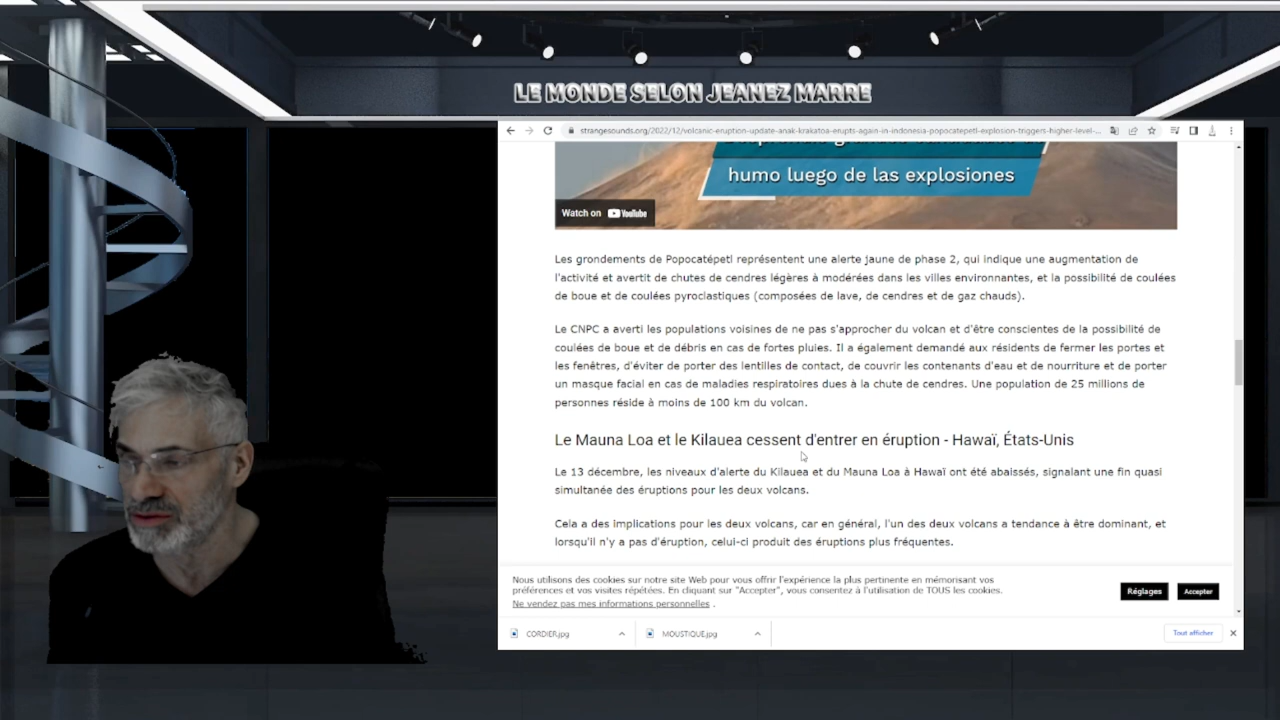 LE MONDE SELON JEANEZ MARRE
strangesounds.org/2022/12/volcanic-eruption-update-anak-krakatoa-erupts-again-in-indonesia-popocatepetl-explosion-triggers-higher-level-...
humo luego de las explosiones
Watch on YouTube
Les grondements de Popocatépetl représentent une alerte jaune de phase 2, qui indique une augmentation de
l'activité et avertit de chutes de cendres légères à modérées dans les villes environnantes, et la possibilité de coulées
de boue et de coulées pyroclastiques (composées de lave, de cendres et de gaz chauds).
Le CNPC a averti les populations voisines de ne pas s'approcher du volcan et d'être conscientes de la possibilité de
coulées de boue et de débris en cas de fortes pluies. Il a également demandé aux résidents de fermer les portes et
les fenêtres, d'éviter de porter des lentilles de contact, de couvrir les contenants d'eau et de nourriture et de porter
un masque facial en cas de maladies respiratoires dues à la chute de cendres. Une population de 25 millions de
personnes réside à moins de 100 km du volcan.
Le Mauna Loa et le Kilauea cessent d'entrer en éruption - Hawaï, États-Unis
Le 13 décembre, les niveaux d'alerte du Kilauea et du Mauna Loa à Hawaï ont été abaissés, signalant une fin quasi
simultanée des éruptions pour les deux volcans.
Cela a des implications pour les deux volcans, car en général, l'un des deux volcans a tendance à être dominant, et
lorsqu'il n'y a pas d'éruption, celui-ci produit des éruptions plus fréquentes.
Nous utilisons des cookies sur notre site Web pour vous offrir l'expérience la plus pertinente en mémorisant vos
préférences et vos visites répétées. En cliquant sur "Accepter", vous consentez à l'utilisation de TOUS les cookies.
Ne vendez pas mes informations personnelles .
Réglages
Accepter
CORDIER.jpg
MOUSTIQUE.jpg
Tout afficher